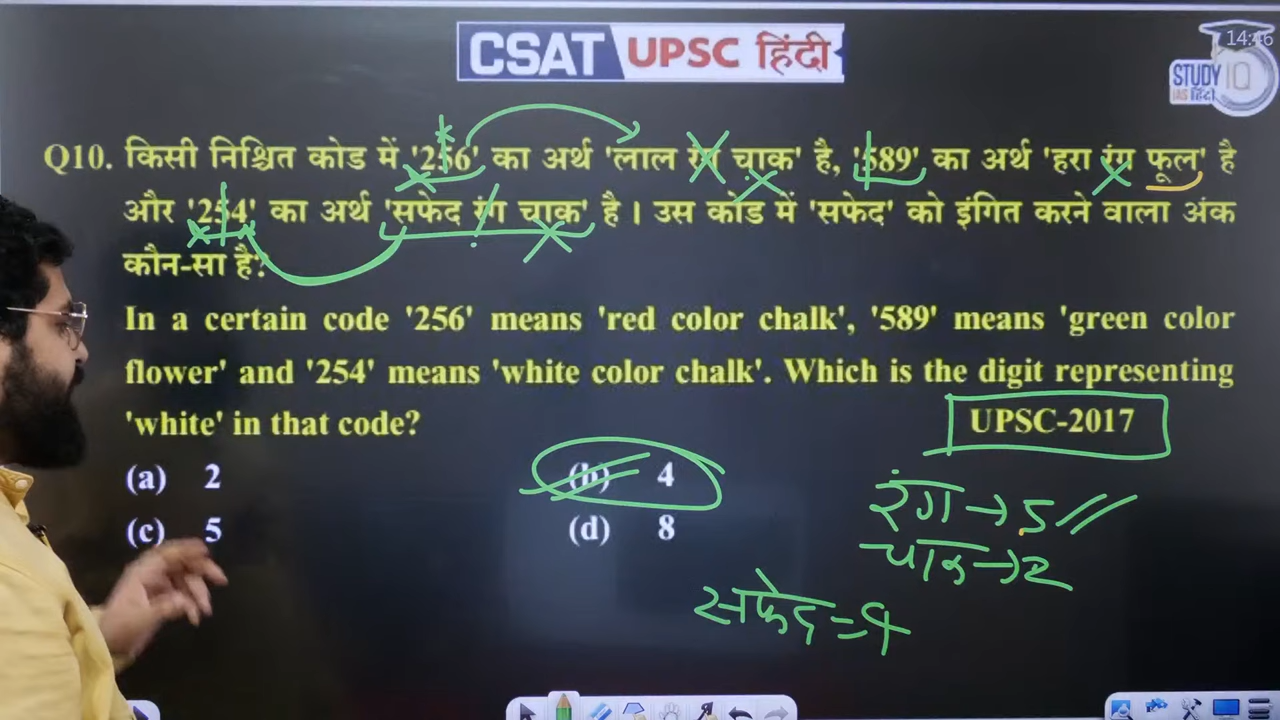 CSAT UPSC हिंदी
14:46
STUDY IQ
IAS हिंदी
Q10. किसी निश्चित कोड में '256' का अर्थ 'लाल रंग चाक' है, '589' का अर्थ 'हरा रंग फूल' है
और '254' का अर्थ 'सफेद रंग चाक' है। उस कोड में 'सफेद' को इंगित करने वाला अंक
कौन-सा है?
In a certain code '256' means 'red color chalk', '589' means 'green color
flower' and '254' means 'white color chalk'. Which is the digit representing
'white' in that code?
UPSC-2017
(a) 2 (b) 4
(c) 5 (d) 8
रंग → 5
चाक → 2
सफेद = 4